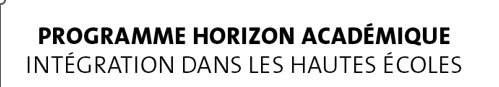 PROGRAMME HORIZON ACADÉMIQUE
INTÉGRATION DANS LES HAUTES ÉCOLES